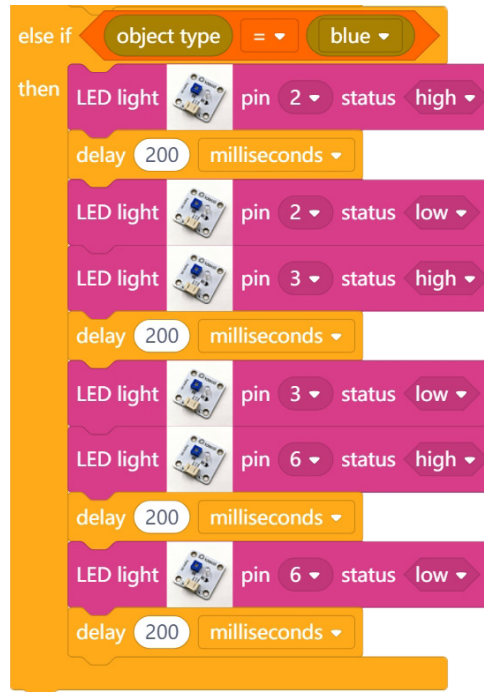 else if object type = blue
then LED light pin 2 status high
delay 200 milliseconds
LED light pin 2 status low
LED light pin 3 status high
delay 200 milliseconds
LED light pin 3 status low
LED light pin 6 status high
delay 200 milliseconds
LED light pin 6 status low
delay 200 milliseconds